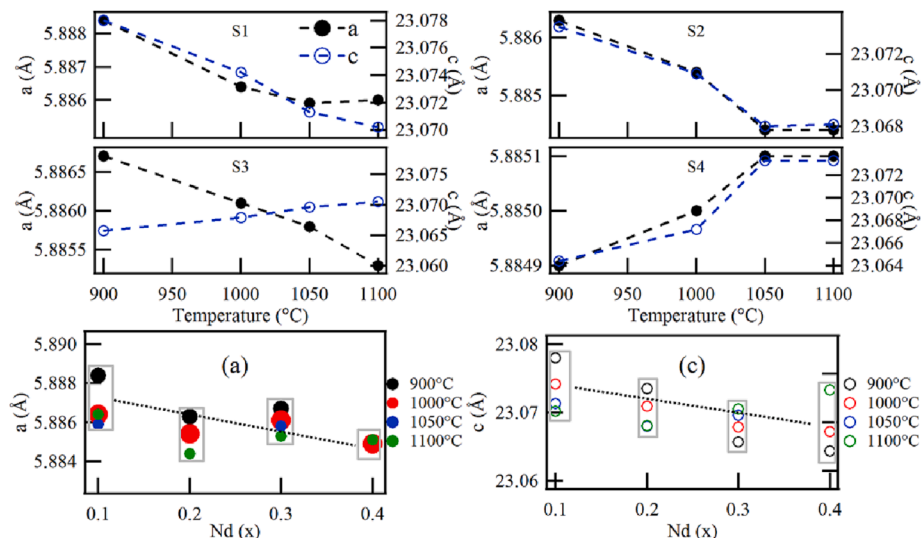 S1
a
c
5.888
5.887
5.886
a (Å)
23.078
23.076
23.074
23.072
23.070
c (Å)
S2
5.886
5.885
a (Å)
23.072
23.070
23.068
c (Å)
S3
5.8865
5.8860
5.8855
a (Å)
23.075
23.070
23.065
23.060
c (Å)
900 950 1000 1050 1100
Temperature (°C)
S4
5.8851
5.8850
5.8849
a (Å)
23.072
23.070
23.068
23.066
23.064
c (Å)
900 950 1000 1050 1100
Temperature (°C)
(a)
5.890
5.888
5.886
5.884
a (Å)
900°C
1000°C
1050°C
1100°C
0.1 0.2 0.3 0.4
Nd (x)
(c)
23.08
23.07
23.06
c (Å)
900°C
1000°C
1050°C
1100°C
0.1 0.2 0.3 0.4
Nd (x)